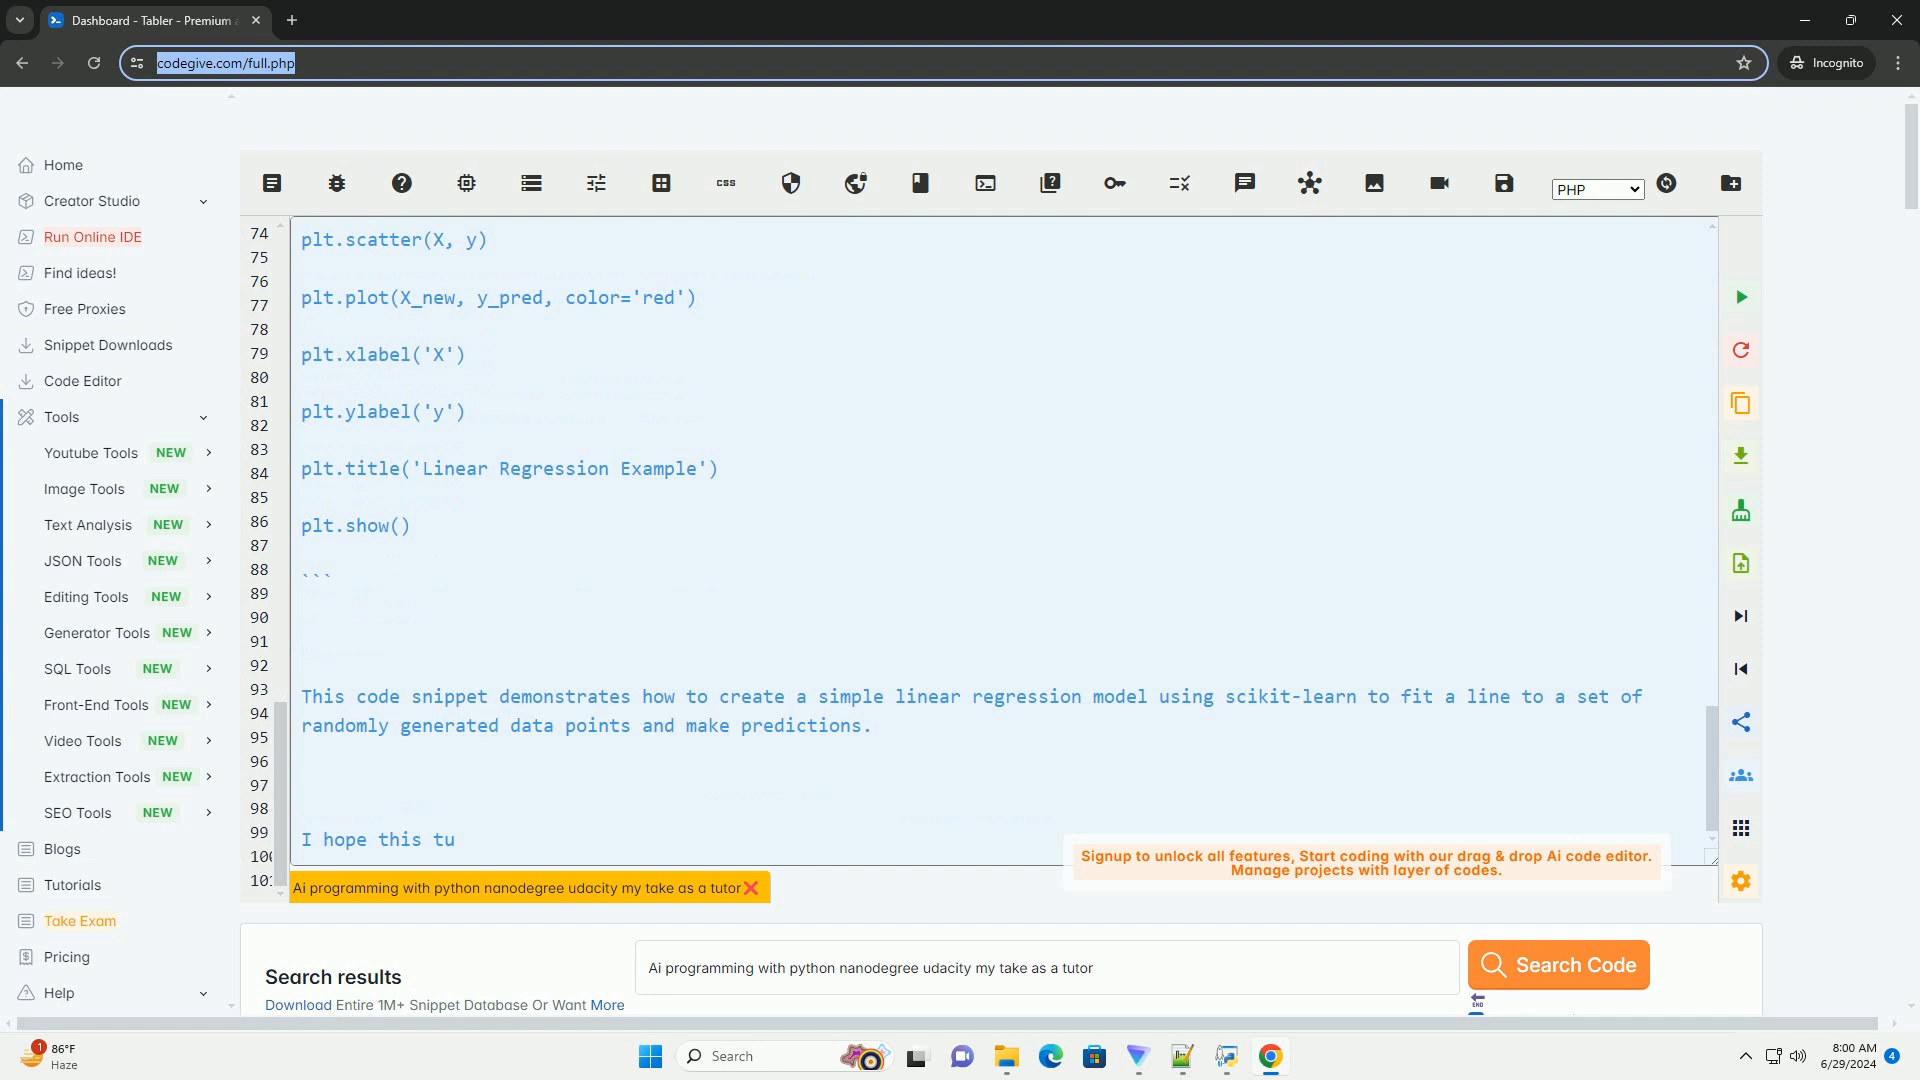 Dashboard - Tabler - Premium
codegive.com/full.php
Incognito
Home
Creator Studio
Run Online IDE
Find ideas!
Free Proxies
Snippet Downloads
Code Editor
Tools
Youtube Tools NEW
Image Tools NEW
Text Analysis NEW
JSON Tools NEW
Editing Tools NEW
Generator Tools NEW
SQL Tools NEW
Front-End Tools NEW
Video Tools NEW
Extraction Tools NEW
SEO Tools NEW
Blogs
Tutorials
Take Exam
Pricing
Help
css
PHP
74
75
76
77
78
79
80
81
82
83
84
85
86
87
88
89
90
91
92
93
94
95
96
97
98
99
plt.scatter(X, y)
plt.plot(X_new, y_pred, color='red')
plt.xlabel('X')
plt.ylabel('y')
plt.title('Linear Regression Example')
plt.show()
```
This code snippet demonstrates how to create a simple linear regression model using scikit-learn to fit a line to a set of
randomly generated data points and make predictions.
I hope this tu
Signup to unlock all features, Start coding with our drag & drop Ai code editor.
Manage projects with layer of codes.
Ai programming with python nanodegree udacity my take as a tutor❌
Search results
Download Entire 1M+ Snippet Database Or Want More
Ai programming with python nanodegree udacity my take as a tutor
Search Code
END
1
86°F
Haze
Search
8:00 AM
6/29/2024
4